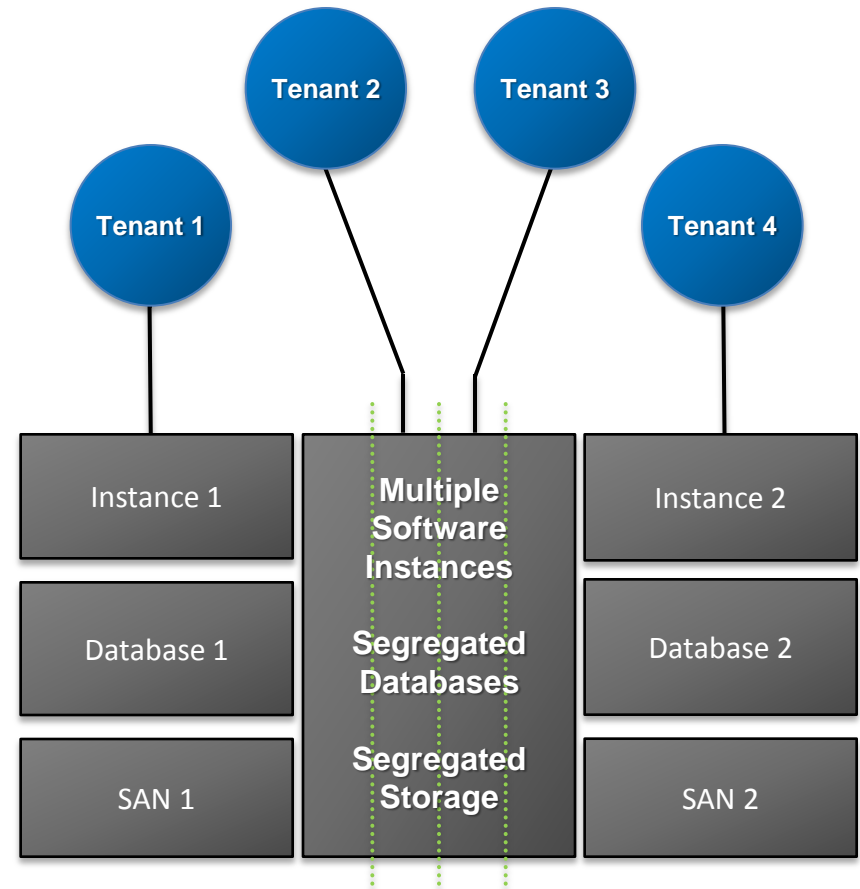 Tenant 2
Tenant 3
Tenant 1
Tenant 4
Instance 1
Multiple
Software
Instances
Instance 2
Database 1
Segregated
Databases
Database 2
SAN 1
Segregated
Storage
SAN 2